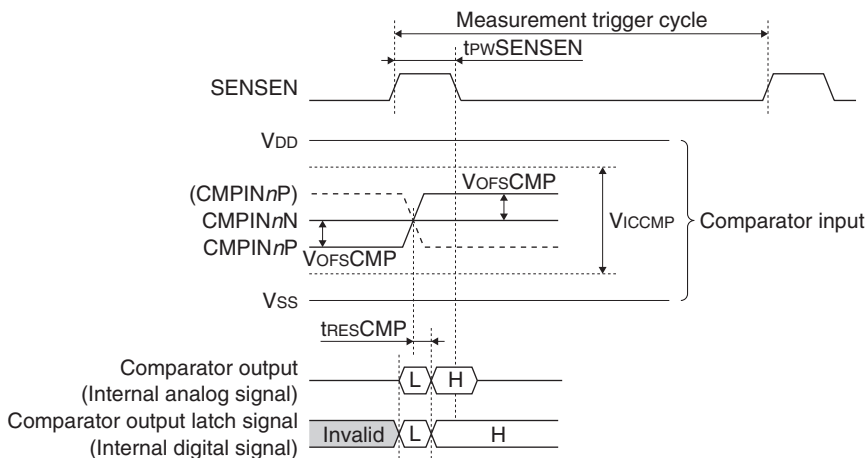 Measurement trigger cycle
tPWSENSEN
SENSEN
VDD
(CMPINnP)
VOFSCMP
CMPINnN
VICCMP
Comparator input
CMPINnP
VOFSCMP
VSS
tRESCMP
Comparator output
(Internal analog signal)
L H
Comparator output latch signal
(Internal digital signal)
Invalid L H